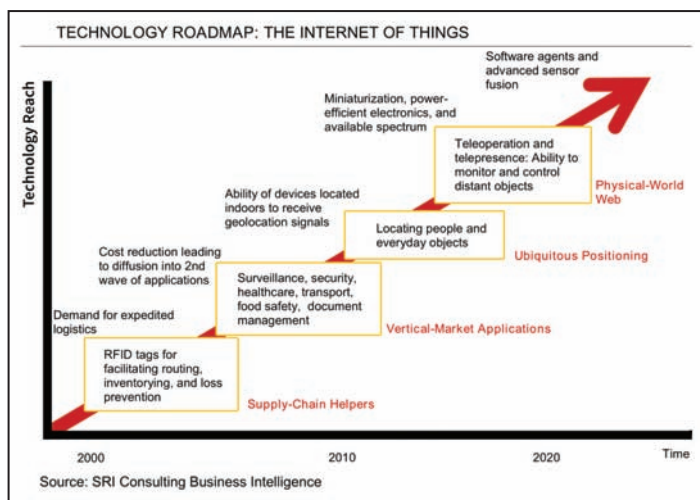 TECHNOLOGY ROADMAP: THE INTERNET OF THINGS
Software agents and
advanced sensor
fusion
Technology Reach
Miniaturization, power-
efficient electronics, and
available spectrum
Teleoperation and
telepresence: Ability to
monitor and control
distant objects
Physical-World
Web
Ability of devices located
indoors to receive
geolocation signals
Locating people and
everyday objects
Ubiquitous Positioning
Cost reduction leading
to diffusion into 2nd
wave of applications
Surveillance, security,
healthcare, transport,
food safety, document
management
Vertical-Market Applications
Demand for expedited
logistics
RFID tags for
facilitating routing,
inventorying, and loss
prevention
Supply-Chain Helpers
2000
2010
2020
Time
Source: SRI Consulting Business Intelligence